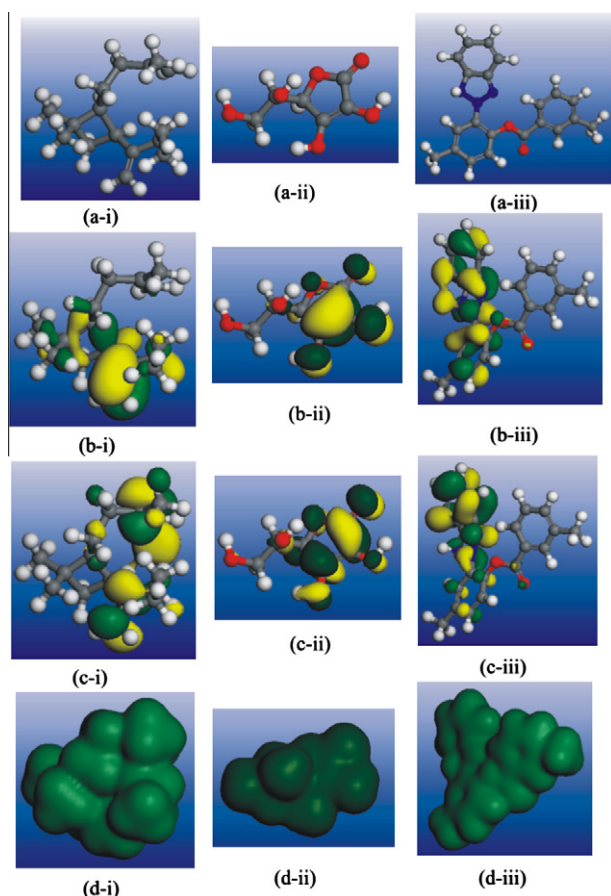 (a-i)
(a-ii)
(a-iii)
(b-i)
(b-ii)
(b-iii)
(c-i)
(c-ii)
(c-iii)
(d-i)
(d-ii)
(d-iii)